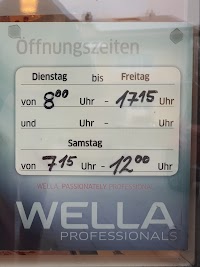 Öffnungszeiten
Dienstag bis Freitag
von 8⁰⁰ Uhr - 17¹⁵ Uhr
und Uhr - Uhr
Samstag
von 7¹⁵ Uhr - 12⁰⁰ Uhr
WELLA. PASSIONATELY PROFESSIONAL
WELLA
PROFESSIONALS